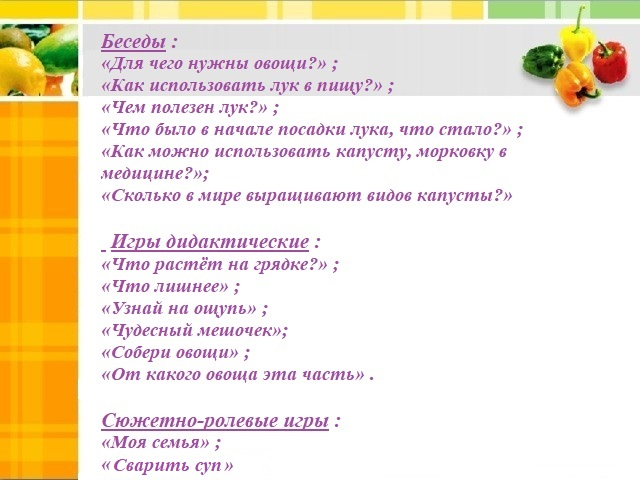 Беседы :
«Для чего нужны овощи?» ;
«Как использовать лук в пищу?» ;
«Чем полезен лук?» ;
«Что было в начале посадки лука, что стало?» ;
«Как можно использовать капусту, морковку в
медицине?»;
«Сколько в мире выращивают видов капусты?»
Игры дидактические :
«Что растёт на грядке?» ;
«Что лишнее» ;
«Узнай на ощупь» ;
«Чудесный мешочек»;
«Собери овощи» ;
«От какого овоща эта часть» .
Сюжетно-ролевые игры :
«Моя семья» ;
« Сварить суп »